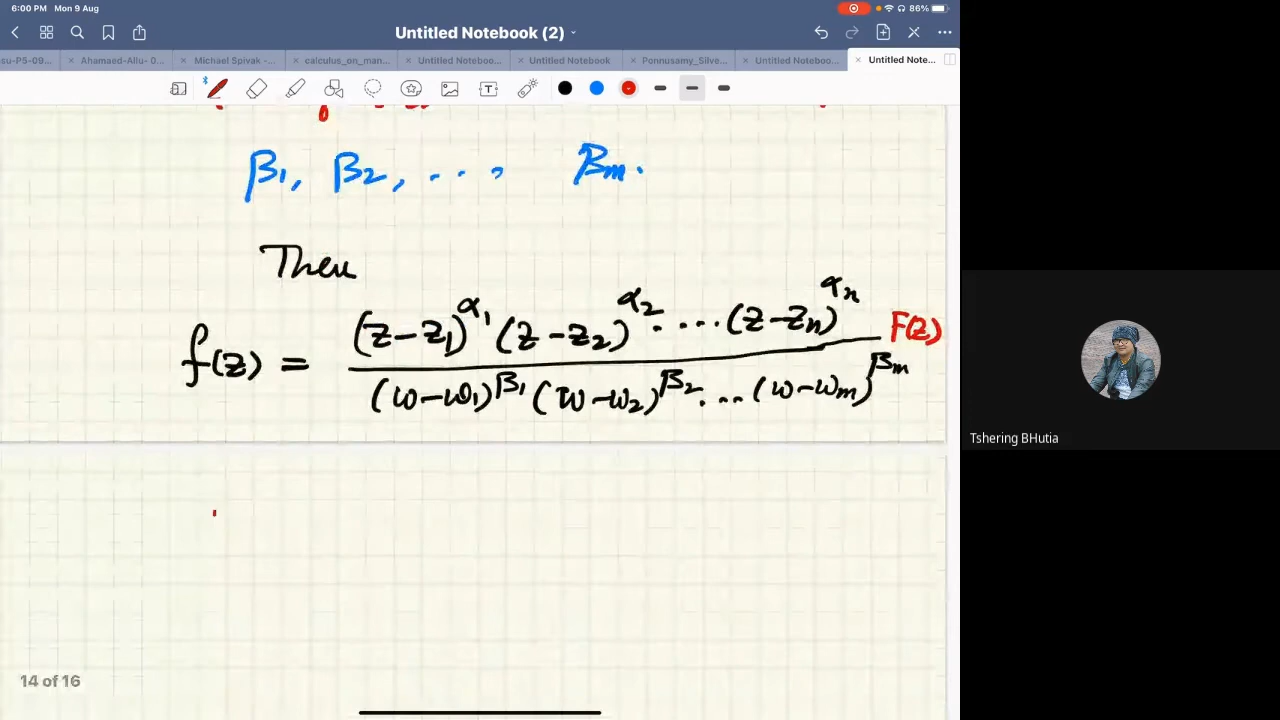 6:00 PM Mon 9 Aug 86%
Untitled Notebook (2)
su-P5-09... Ahamaed-Allu- 0... Michael Spivak -... calculus_on_man... Untitled Noteboo... Untitled Notebook Ponnusamy_Silve... Untitled Noteboo... Untitled Note...
β1, β2, ..., βm.
Then
f(z) = (z-z1)^α1 (z-z2)^α2 .... (z-zn)^αn / (w-w1)^β1 (w-w2)^β2 .... (w-wm)^βm F(z)
Tshering BHutia
14 of 16